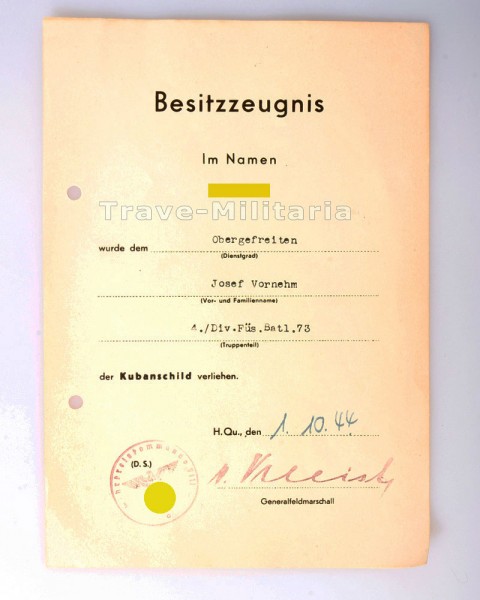 Besitzzeugnis
Im Namen
Trave-Militaria
wurde dem Obergefreiten
(Dienstgrad)
Josef Vornehm
(Vor- und Familienname)
4./Div.Füs.Batl.73
(Truppenteil)
der Kubanschild verliehen.
H.Qu., den 1. 10. 44
(D. S.)
v. Kleist
Generalfeldmarschall